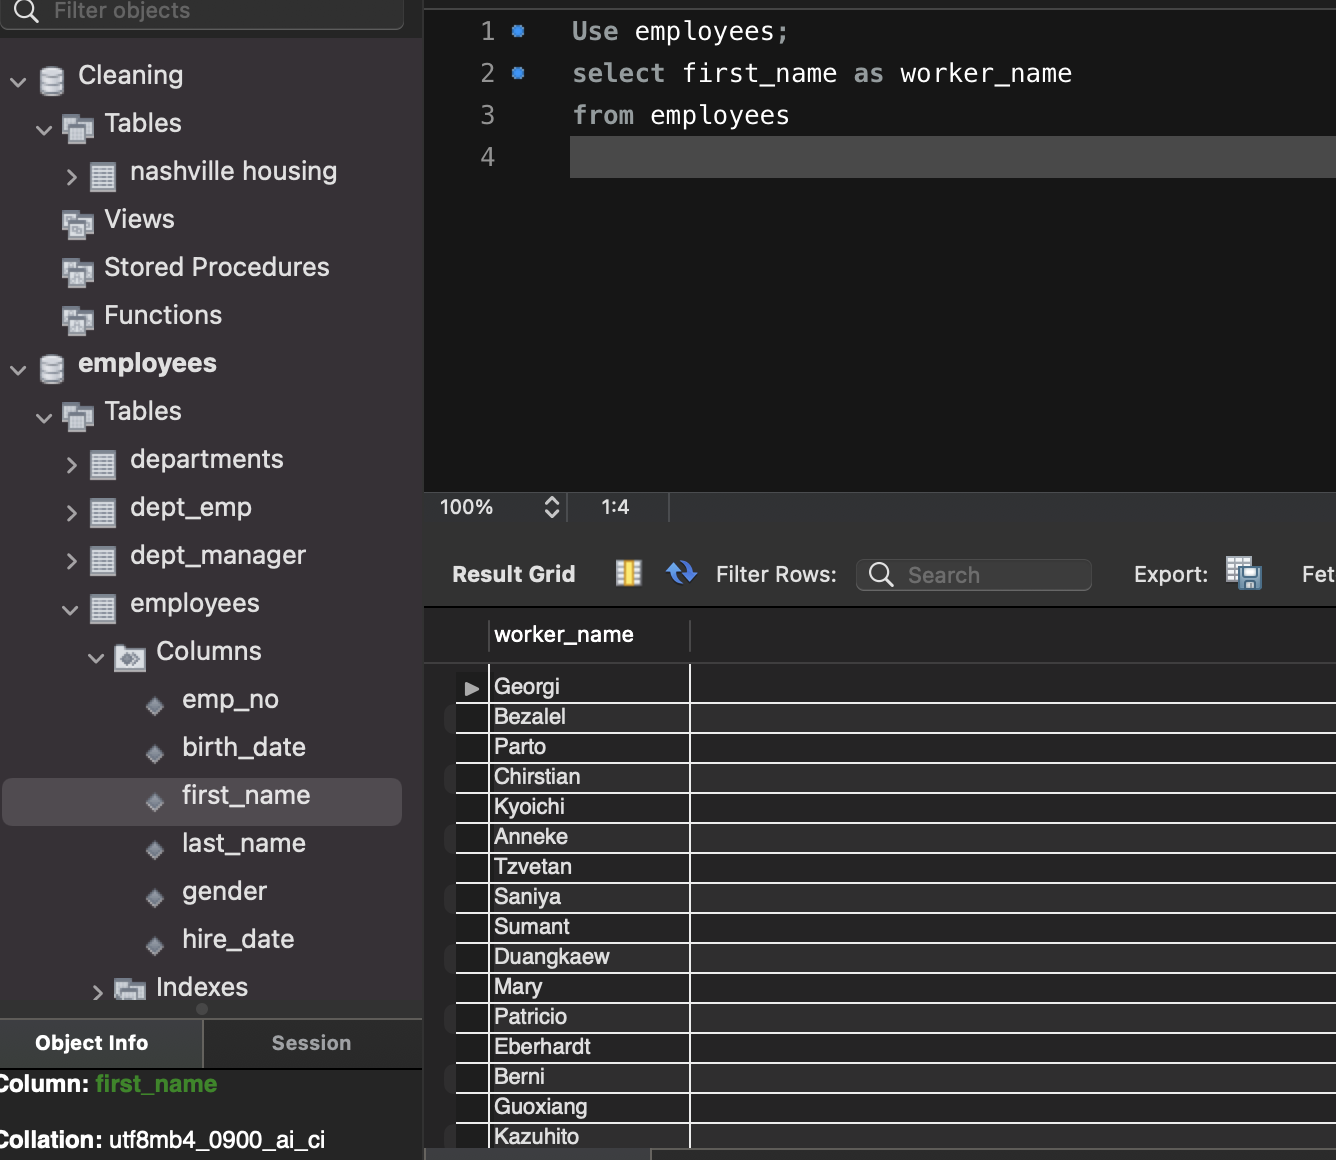 Filter objects
Cleaning
Tables
nashville housing
Views
Stored Procedures
Functions
employees
Tables
departments
dept_emp
dept_manager
employees
Columns
emp_no
birth_date
first_name
last_name
gender
hire_date
Indexes
Object Info Session
Column: first_name
Collation: utf8mb4_0900_ai_ci
1 Use employees;
2 select first_name as worker_name
3 from employees
4
100% 1:4
Result Grid Filter Rows: Search Export: Fet
worker_name
Georgi
Bezalel
Parto
Chirstian
Kyoichi
Anneke
Tzvetan
Saniya
Sumant
Duangkaew
Mary
Patricio
Eberhardt
Berni
Guoxiang
Kazuhito